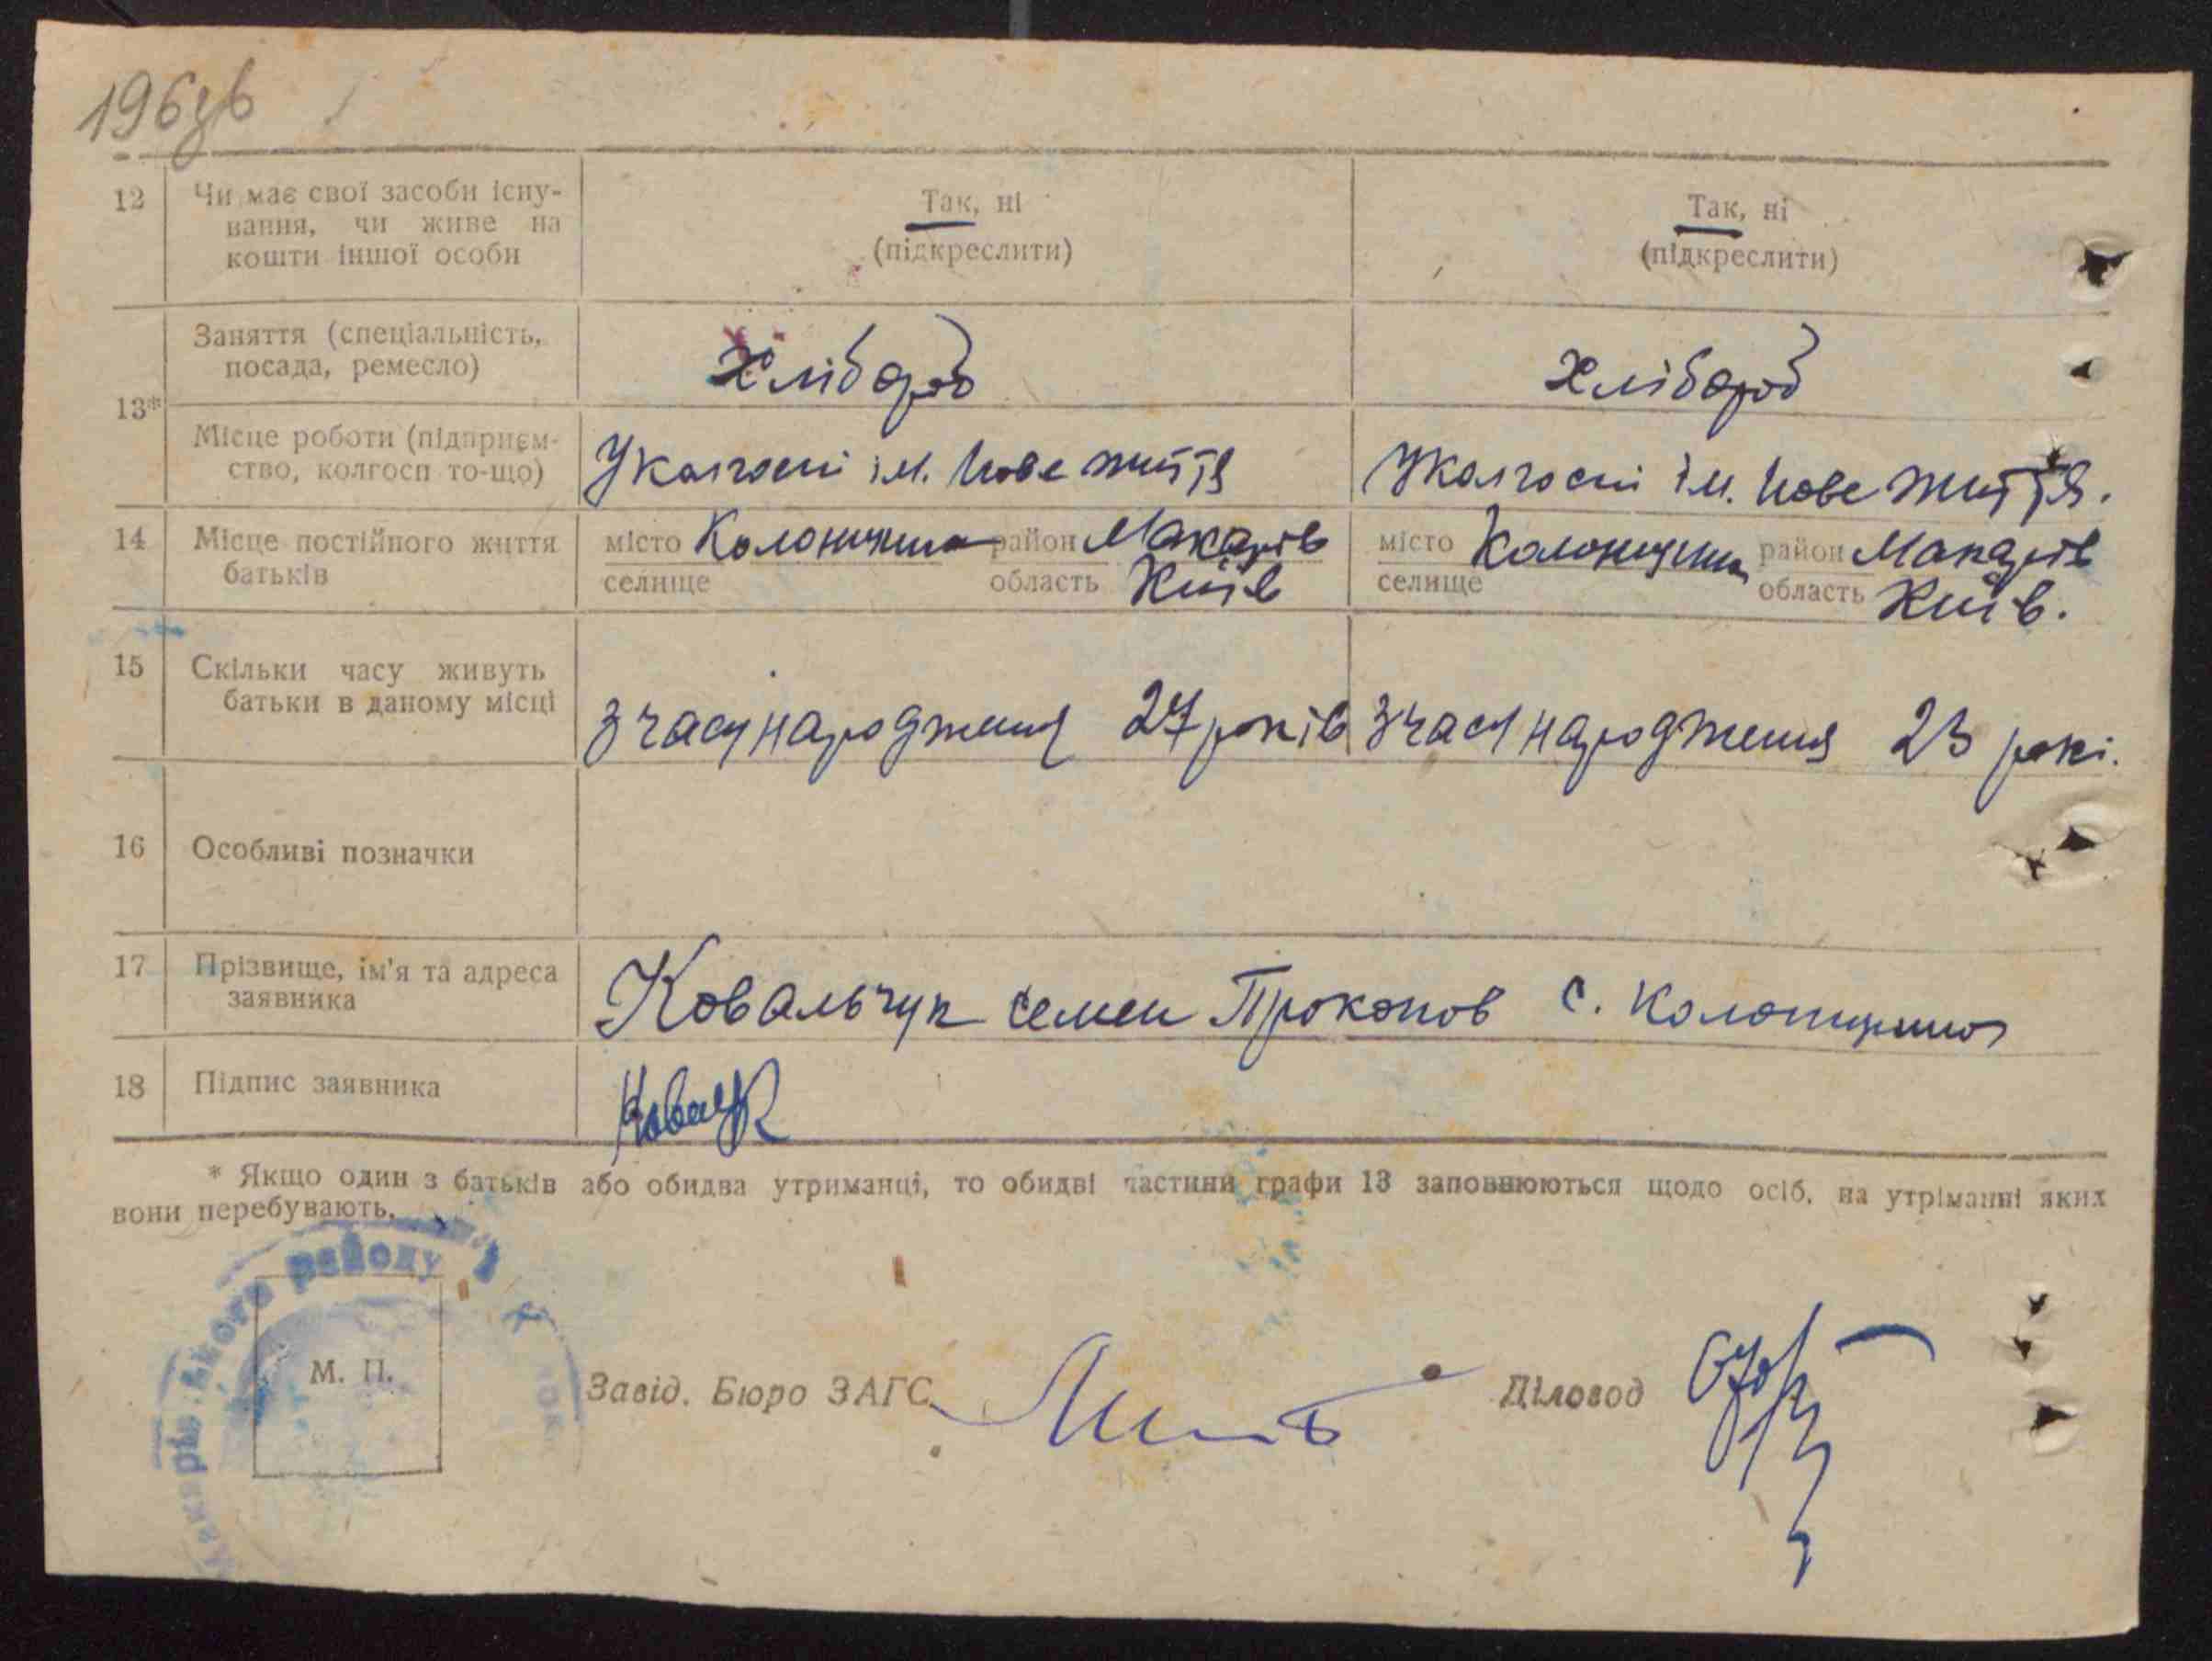 196зв
12 Чи має свої засоби існу-
вання, чи живе на
кошти іншої особи
Так, ні
(підкреслити)
Так, ні
(підкреслити)
13*
Заняття (спеціальність,
посада, ремесло)
Хлібороб
Хлібороб
Місце роботи (підприєм-
ство, колгосп то-що)
У колгоспі ім. Нове життя
У колгоспі ім. Нове життя.
14 Місце постійного життя
батьків
місто Колонщина район Макарів
селище область Київ
місто Колонщина район Макарів
селище область Київ.
15 Скільки часу живуть
батьки в даному місці
З часу народження 27 років
З часу народження 23 рокі.
16 Особливі позначки
17 Прізвище, ім'я та адреса
заявника
Ковальчук Семен Прокопов с. Колонщина
18 Підпис заявника
* Якщо один з батьків або обидва утриманці, то обидві частини графи 13 заповнюються щодо осіб, на утріманні яких
вони перебувають.
району
М. П.
Завід. Бюро ЗАГС
Діловод